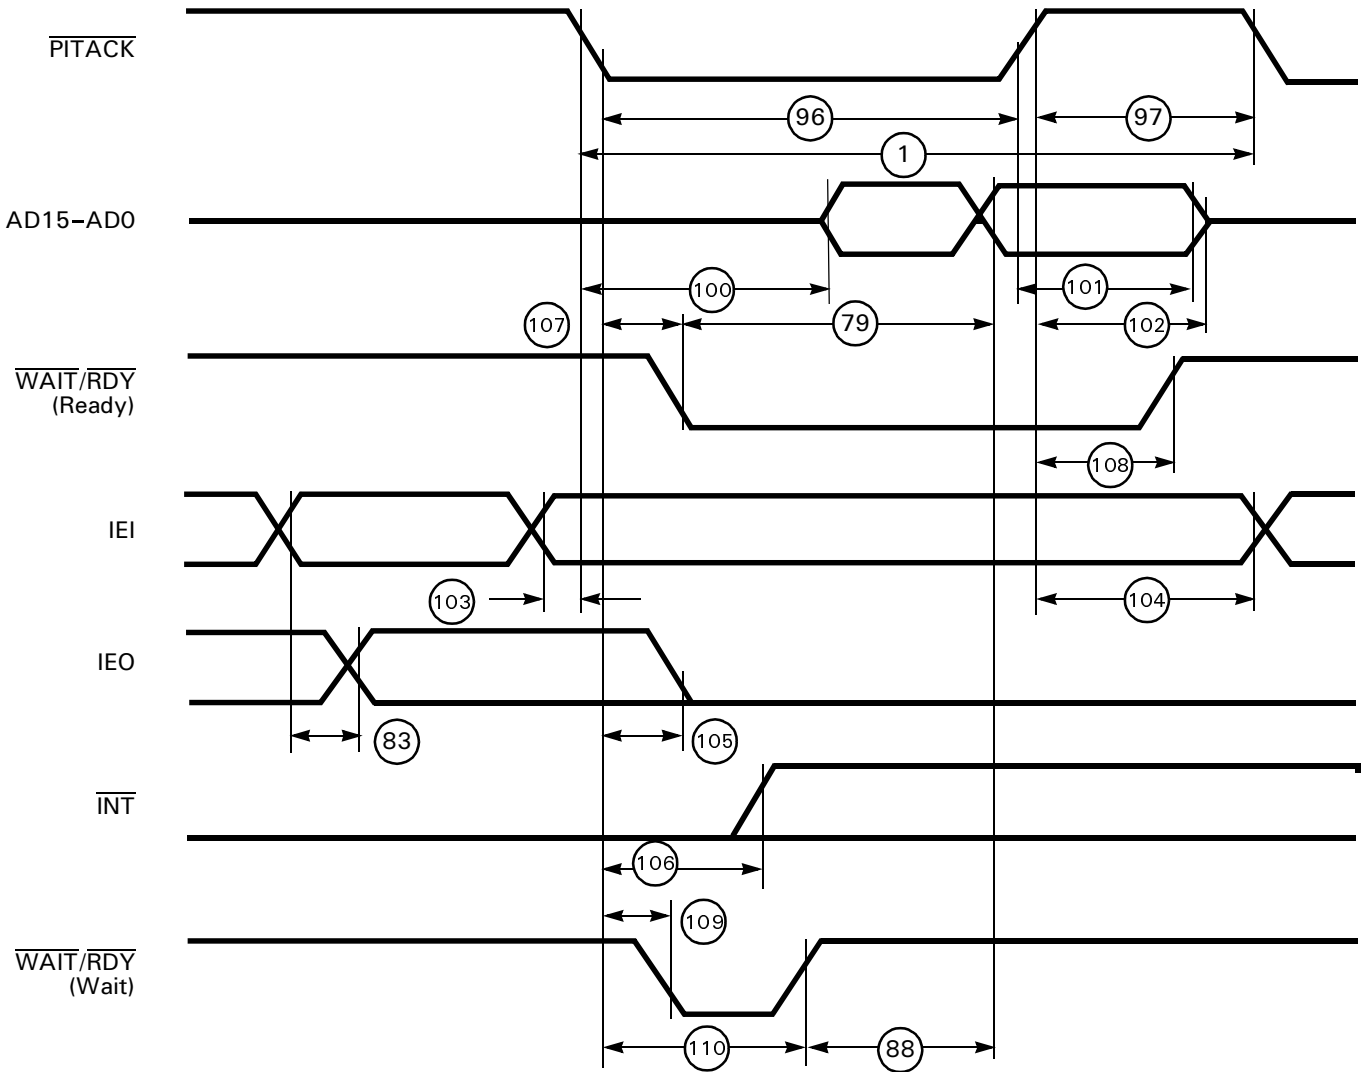 PITACK
96
97
1
AD15–AD0
100
101
107
79
102
WAIT/RDY
(Ready)
108
IEI
103
104
IEO
83
105
INT
106
109
WAIT/RDY
(Wait)
110
88